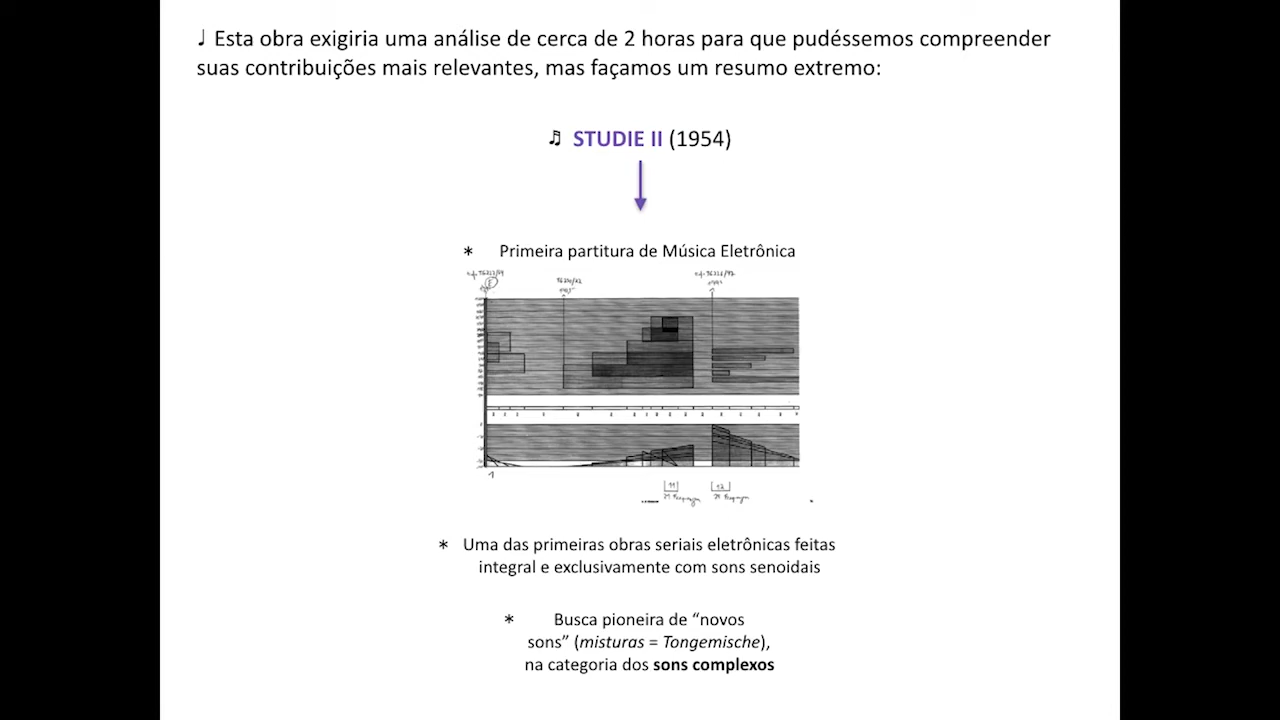 ♩ Esta obra exigiria uma análise de cerca de 2 horas para que pudéssemos compreender
suas contribuições mais relevantes, mas façamos um resumo extremo:
♬ STUDIE II (1954)
* Primeira partitura de Música Eletrônica
* Uma das primeiras obras seriais eletrônicas feitas
integral e exclusivamente com sons senoidais
* Busca pioneira de “novos
sons” (misturas = Tongemische),
na categoria dos sons complexos